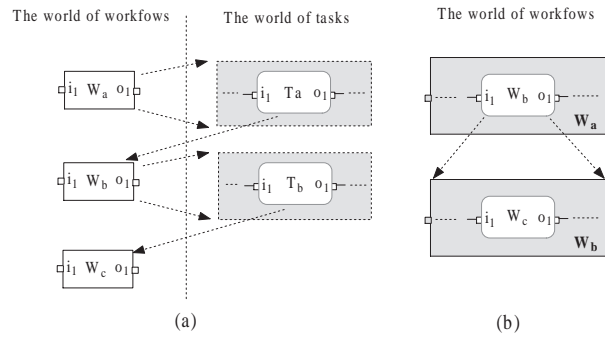 The world of workfows
The world of tasks
i1 Wa o1
i1 Ta o1
i1 Wb o1
i1 Tb o1
i1 Wc o1
(a)
The world of workfows
i1 Wb o1
Wa
i1 Wc o1
Wb
(b)